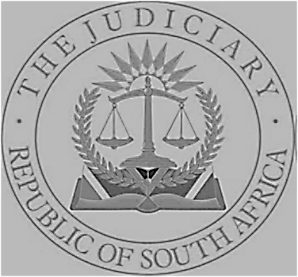 · THE JUDICIARY ·
REPUBLIC OF SOUTH AFRICA